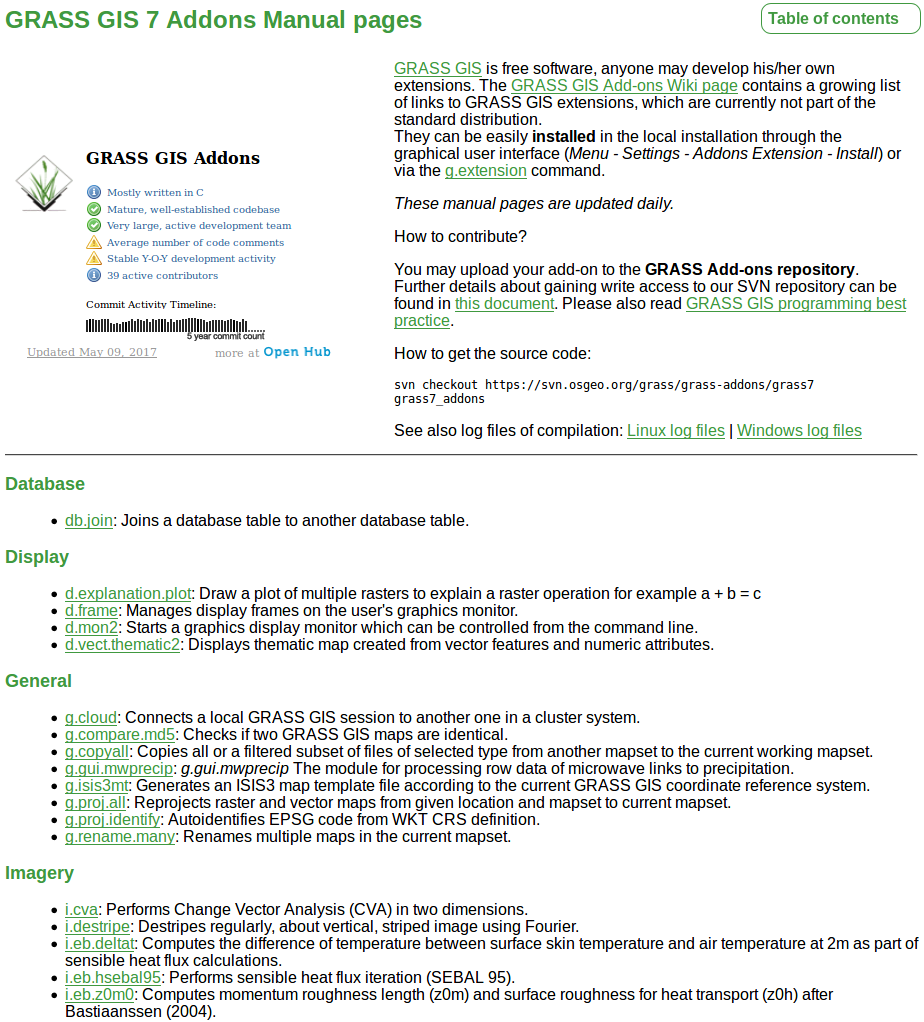 GRASS GIS 7 Addons Manual pages
Table of contents
GRASS GIS Addons
Mostly written in C
Mature, well-established codebase
Very large, active development team
Average number of code comments
Stable Y-O-Y development activity
39 active contributors
Commit Activity Timeline:
5 year commit count
Updated May 09, 2017
more at Open Hub
GRASS GIS is free software, anyone may develop his/her own
extensions. The GRASS GIS Add-ons Wiki page contains a growing list
of links to GRASS GIS extensions, which are currently not part of the
standard distribution.
They can be easily installed in the local installation through the
graphical user interface (Menu - Settings - Addons Extension - Install) or
via the g.extension command.
These manual pages are updated daily.
How to contribute?
You may upload your add-on to the GRASS Add-ons repository.
Further details about gaining write access to our SVN repository can be
found in this document. Please also read GRASS GIS programming best
practice.
How to get the source code:
svn checkout https://svn.osgeo.org/grass/grass-addons/grass7
grass7_addons
See also log files of compilation: Linux log files | Windows log files
Database
• db.join: Joins a database table to another database table.
Display
• d.explanation.plot: Draw a plot of multiple rasters to explain a raster operation for example a + b = c
• d.frame: Manages display frames on the user's graphics monitor.
• d.mon2: Starts a graphics display monitor which can be controlled from the command line.
• d.vect.thematic2: Displays thematic map created from vector features and numeric attributes.
General
• g.cloud: Connects a local GRASS GIS session to another one in a cluster system.
• g.compare.md5: Checks if two GRASS GIS maps are identical.
• g.copyall: Copies all or a filtered subset of files of selected type from another mapset to the current working mapset.
• g.gui.mwprecip: g.gui.mwprecip The module for processing row data of microwave links to precipitation.
• g.isis3mt: Generates an ISIS3 map template file according to the current GRASS GIS coordinate reference system.
• g.proj.all: Reprojects raster and vector maps from given location and mapset to current mapset.
• g.proj.identify: Autoidentifies EPSG code from WKT CRS definition.
• g.rename.many: Renames multiple maps in the current mapset.
Imagery
• i.cva: Performs Change Vector Analysis (CVA) in two dimensions.
• i.destripe: Destripes regularly, about vertical, striped image using Fourier.
• i.eb.deltat: Computes the difference of temperature between surface skin temperature and air temperature at 2m as part of
sensible heat flux calculations.
• i.eb.hsebal95: Performs sensible heat flux iteration (SEBAL 95).
• i.eb.z0m0: Computes momentum roughness length (z0m) and surface roughness for heat transport (z0h) after
Bastiaanssen (2004).